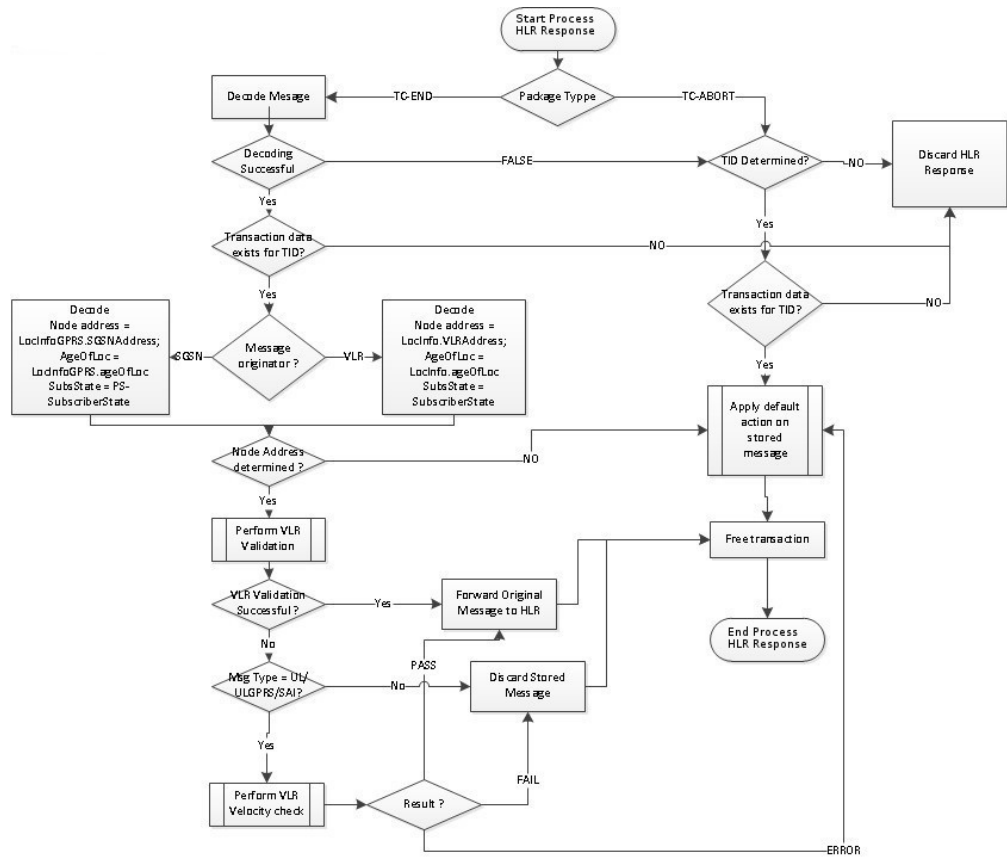 Start Process
HLR Response
Package Typpe
TC-END
TC-ABORT
Decode Mesage
Decoding
Successful
FALSE
TID Determined?
NO
Discard HLR
Response
Yes
Yes
Transaction data
exists for TID?
NO
Transaction data
exists for TID?
NO
Yes
Yes
Decode
Node address =
LocInfoGPRS.SGSNAddress;
AgeOfLoc =
LocInfoGPRS.ageOfLoc
SubsState = PS-
SubscriberState
SGSN
Message
originator ?
VLR
Decode
Node address =
LocInfo.VLRAddress;
AgeOfLoc =
LocInfo.ageOfLoc
SubsState =
SubscriberState
Apply default
action on
stored
message
Node Address
determined ?
NO
Yes
Perform VLR
Validation
Free transaction
VLR Validation
Successful ?
Yes
Forward Original
Message to HLR
End Process
HLR Response
No
PASS
Msg Type = UL/
ULGPRS/SAI?
No
Discard Stored
Message
Yes
FAIL
Perform VLR
Velocity check
Result ?
ERROR